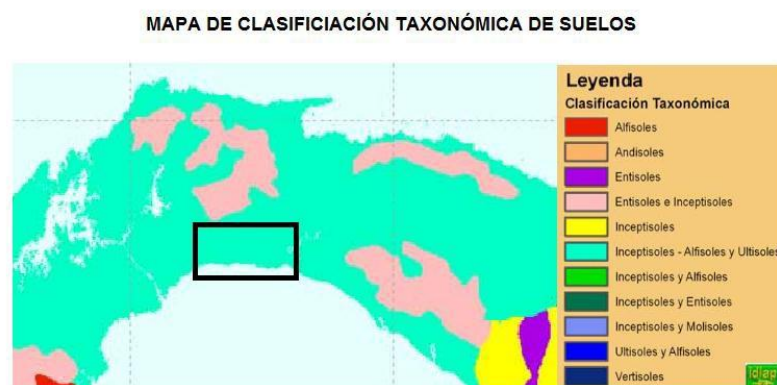 MAPA DE CLASIFICIACIÓN TAXONÓMICA DE SUELOS
Leyenda
Clasificación Taxonómica
Alfisoles
Andisoles
Entisoles
Entisoles e Inceptisoles
Inceptisoles
Inceptisoles - Alfisoles y Ultisoles
Inceptisoles y Alfisoles
Inceptisoles y Entisoles
Inceptisoles y Molisoles
Ultisoles y Alfisoles
Vertisoles
idiap